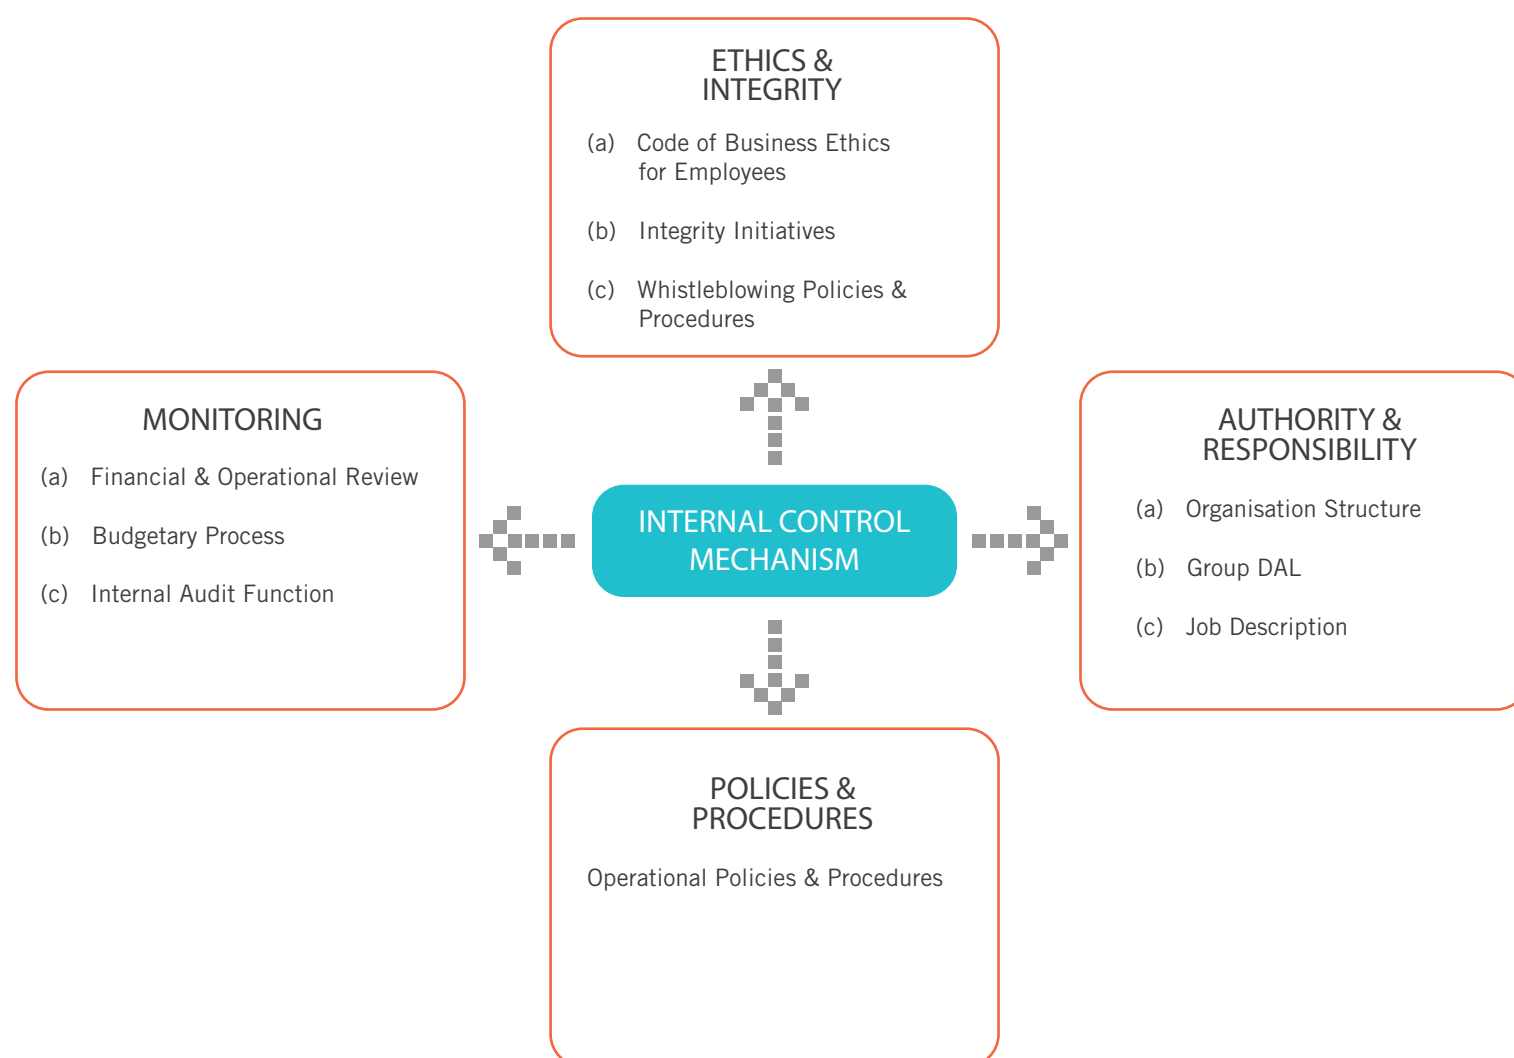 ETHICS &
INTEGRITY
(a) Code of Business Ethics
for Employees
(b) Integrity Initiatives
(c) Whistleblowing Policies &
Procedures
MONITORING
(a) Financial & Operational Review
(b) Budgetary Process
(c) Internal Audit Function
INTERNAL CONTROL
MECHANISM
AUTHORITY &
RESPONSIBILITY
(a) Organisation Structure
(b) Group DAL
(c) Job Description
POLICIES &
PROCEDURES
Operational Policies & Procedures